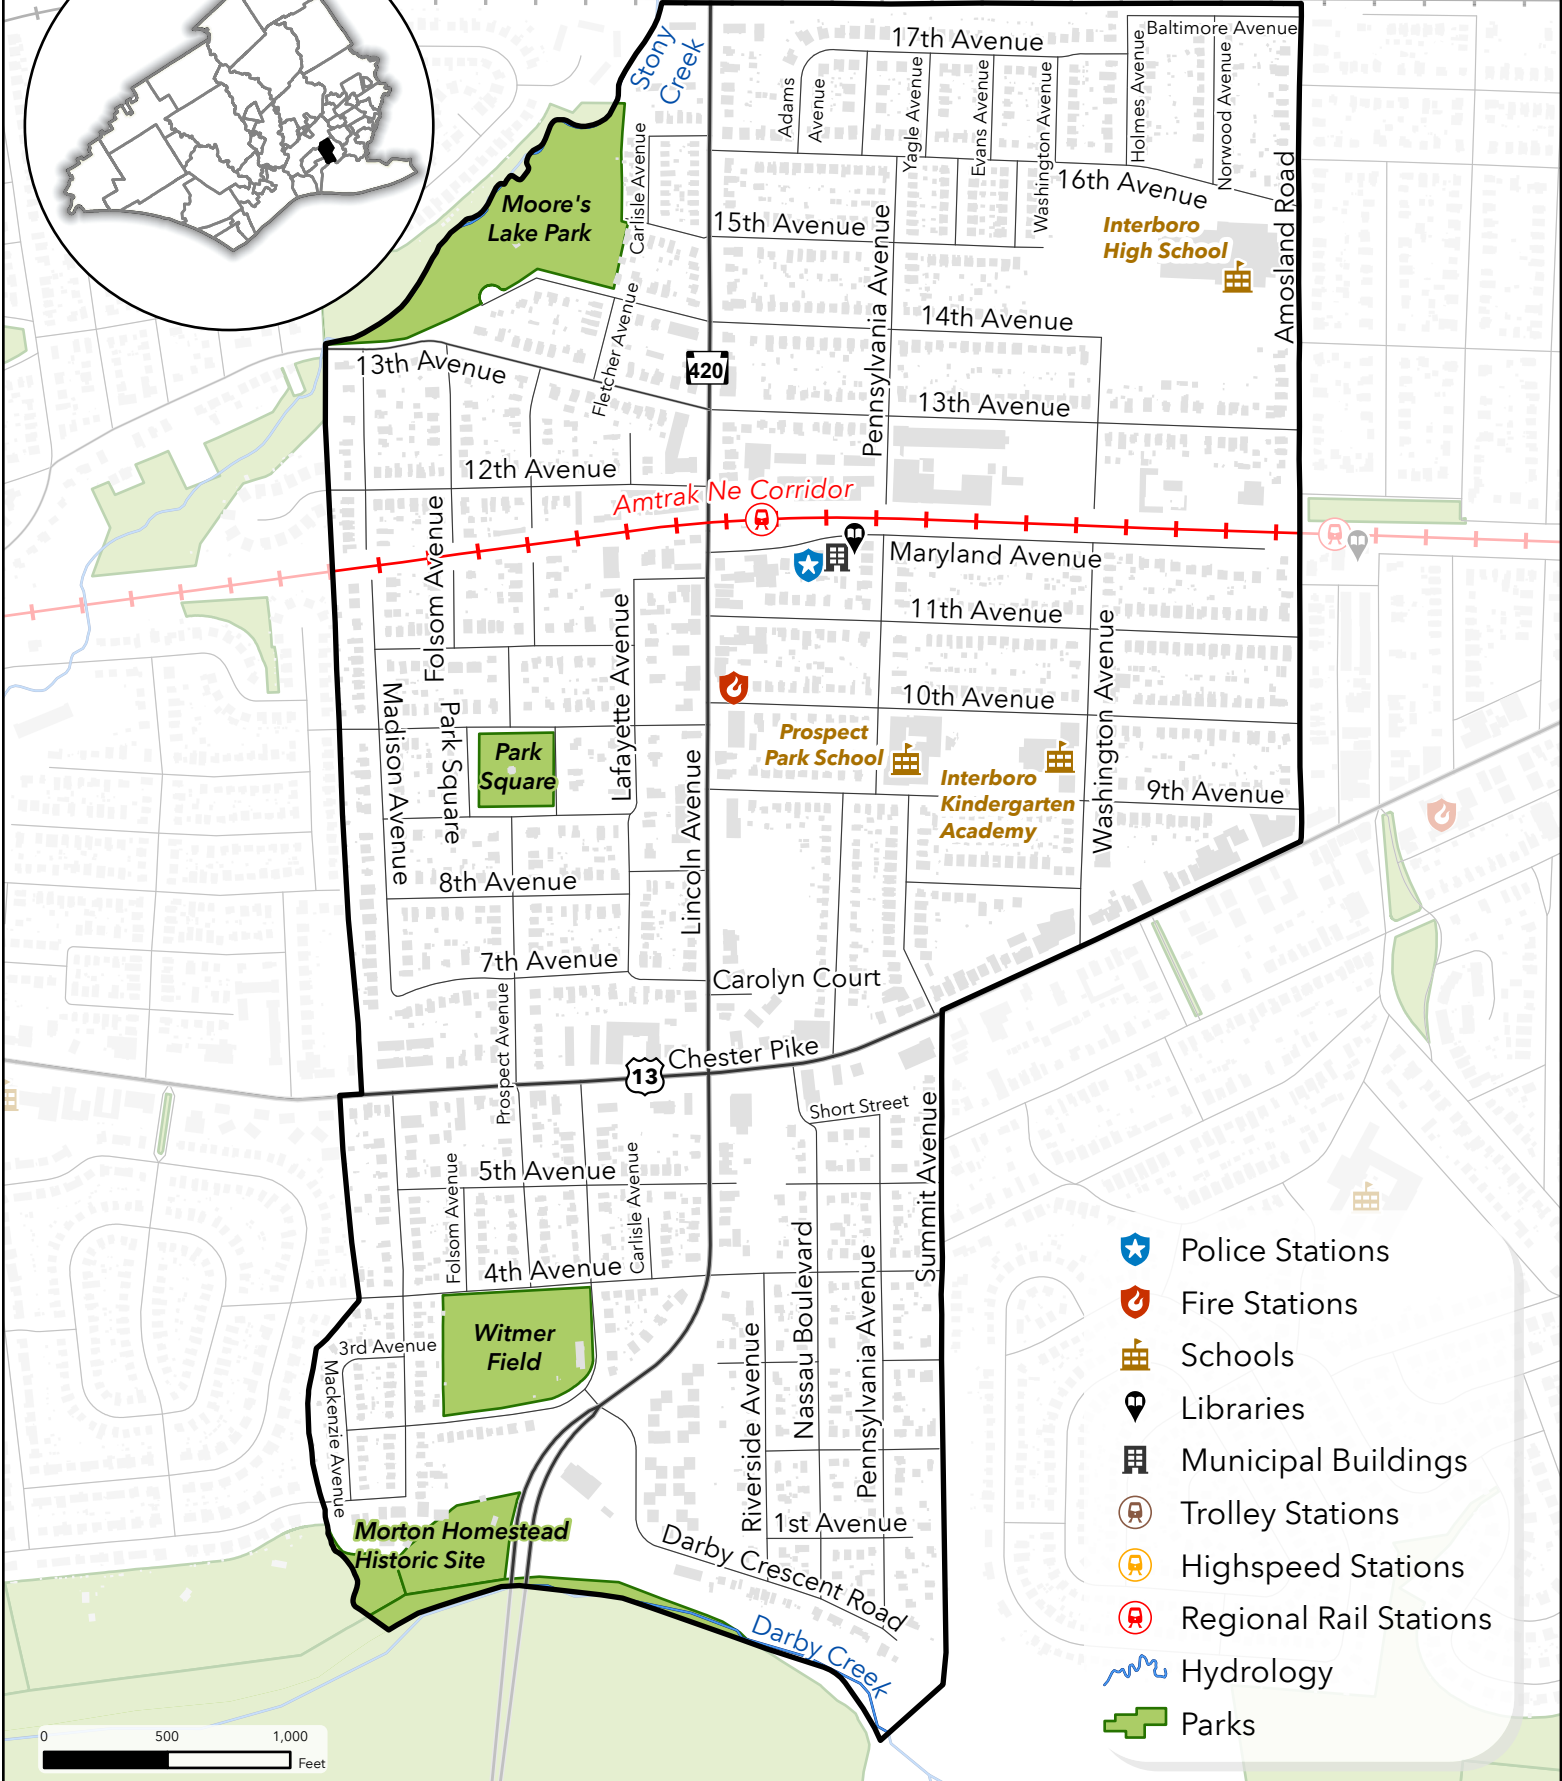 Stony
Creek
Baltimore Avenue
17th Avenue
Adams
Avenue
Yagle Avenue
Evans Avenue
Washington Avenue
Holmes Avenue
Norwood Avenue
16th Avenue
Amosland Road
Carlisle Avenue
Moore's
Lake Park
15th Avenue
Interboro
High School
Pennsylvania Avenue
14th Avenue
Fletcher Avenue
13th Avenue
420
13th Avenue
12th Avenue
Amtrak Ne Corridor
Maryland Avenue
Folsom Avenue
11th Avenue
Lafayette Avenue
Washington Avenue
10th Avenue
Madison Avenue
Park Square
Park
Square
Prospect
Park School
Interboro
Kindergarten
Academy
9th Avenue
Lincoln Avenue
8th Avenue
7th Avenue
Carolyn Court
Prospect Avenue
13
Chester Pike
Short Street
Summit Avenue
5th Avenue
Folsom Avenue
Carlisle Avenue
4th Avenue
Nassau Boulevard
Pennsylvania Avenue
Riverside Avenue
3rd Avenue
Witmer
Field
Mackenzie Avenue
1st Avenue
Morton Homestead
Historic Site
Darby Crescent Road
Darby Creek
Police Stations
Fire Stations
Schools
Libraries
Municipal Buildings
Trolley Stations
Highspeed Stations
Regional Rail Stations
Hydrology
Parks
0 500 1,000
Feet